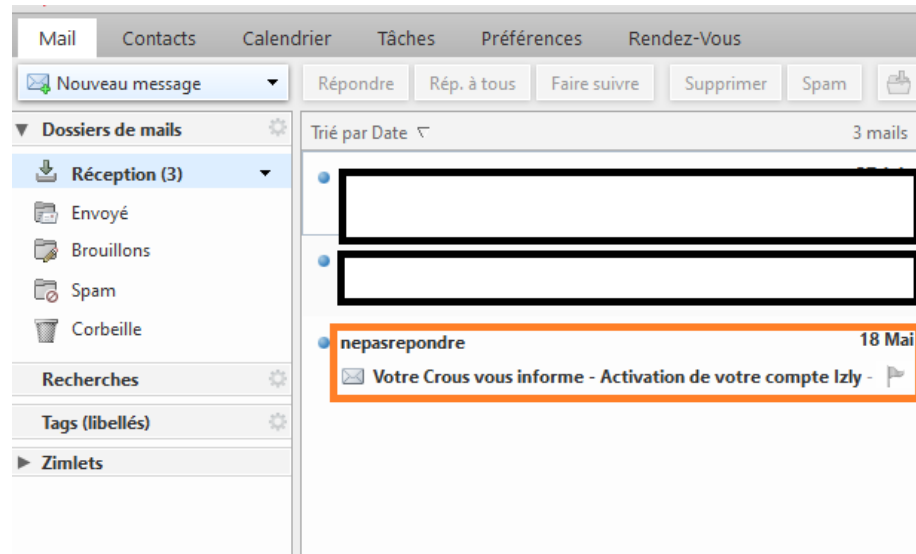 Mail Contacts Calendrier Tâches Préférences Rendez-Vous
Nouveau message Répondre Rép. à tous Faire suivre Supprimer Spam
Dossiers de mails
Trié par Date 3 mails
Réception (3)
Envoyé
Brouillons
Spam
Corbeille
nepasrepondre 18 Mai
Votre Crous vous informe - Activation de votre compte Izly -
Recherches
Tags (libellés)
Zimlets